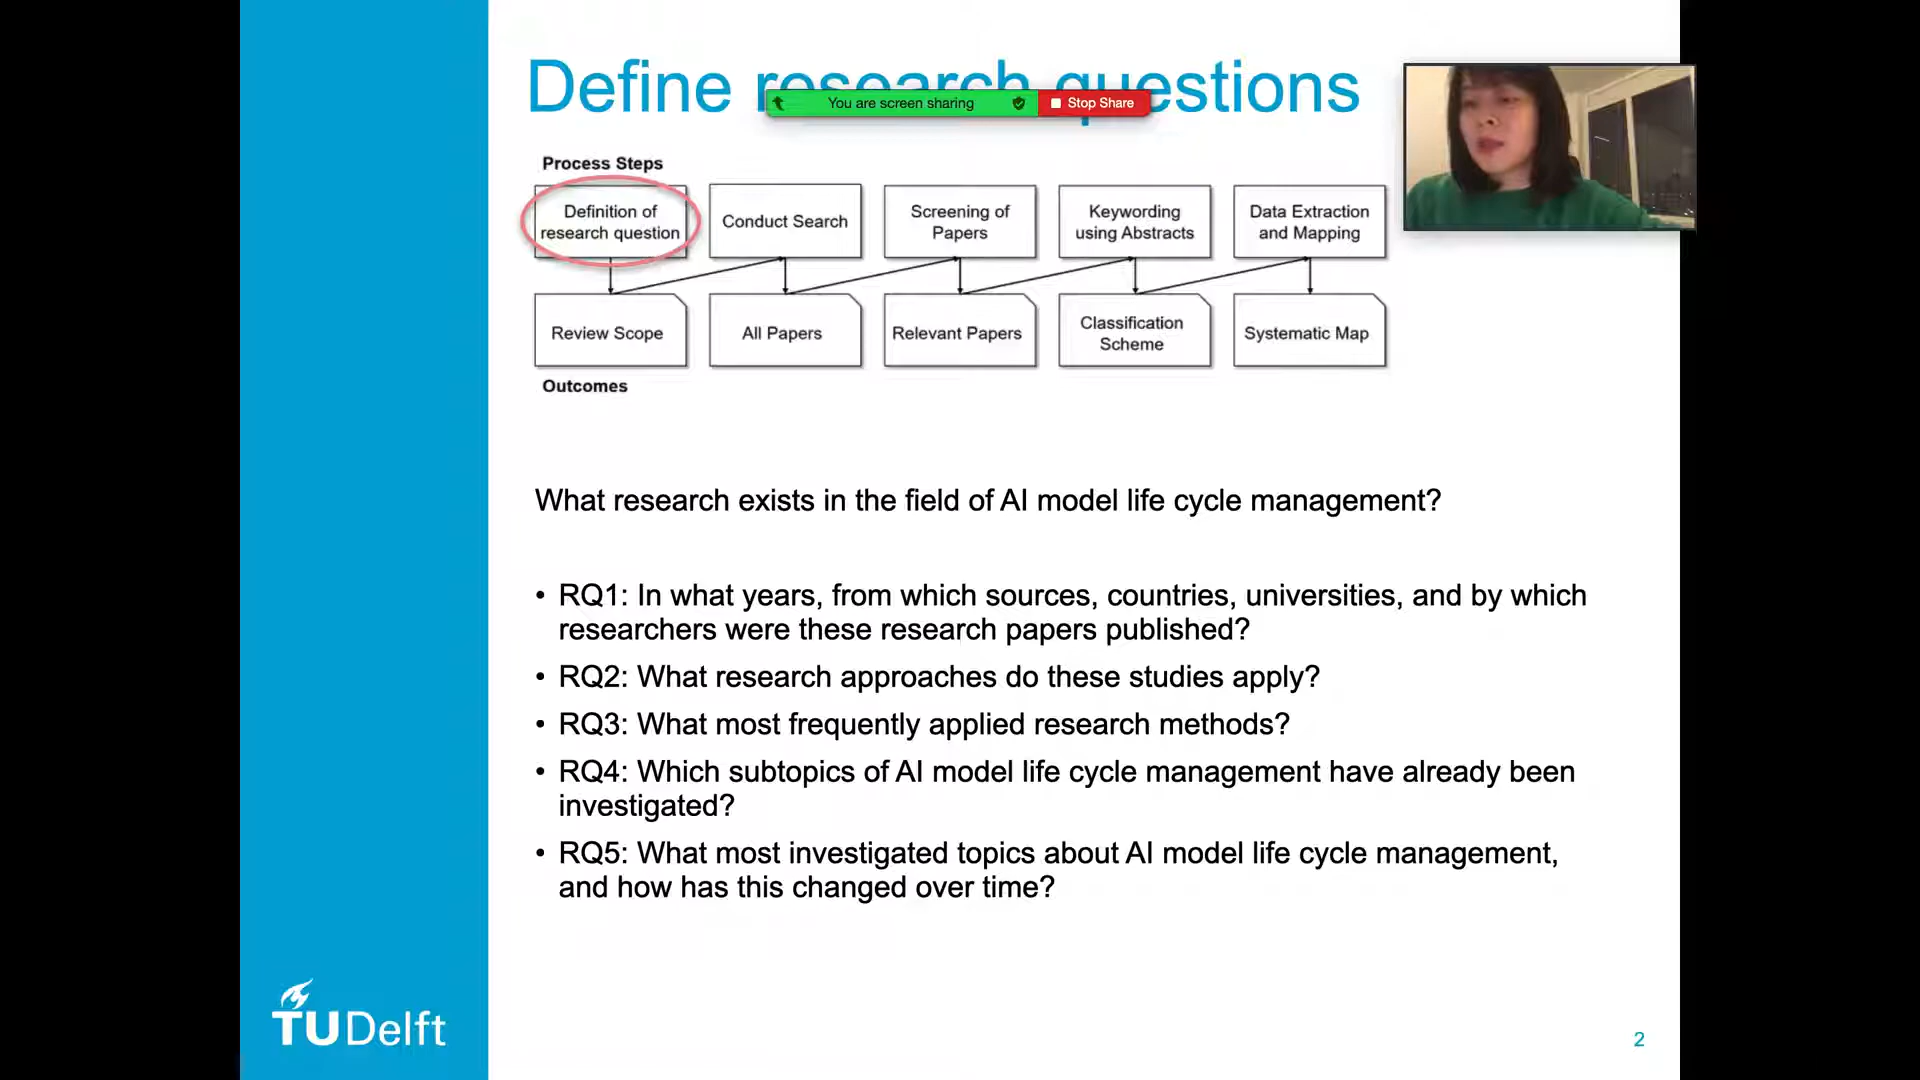 Define research questions
You are screen sharing
Stop Share
Process Steps
Definition of
research question
Conduct Search
Screening of
Papers
Keywording
using Abstracts
Data Extraction
and Mapping
Review Scope
All Papers
Relevant Papers
Classification
Scheme
Systematic Map
Outcomes
What research exists in the field of AI model life cycle management?
• RQ1: In what years, from which sources, countries, universities, and by which
researchers were these research papers published?
• RQ2: What research approaches do these studies apply?
• RQ3: What most frequently applied research methods?
• RQ4: Which subtopics of AI model life cycle management have already been
investigated?
• RQ5: What most investigated topics about AI model life cycle management,
and how has this changed over time?
TUDelft
2